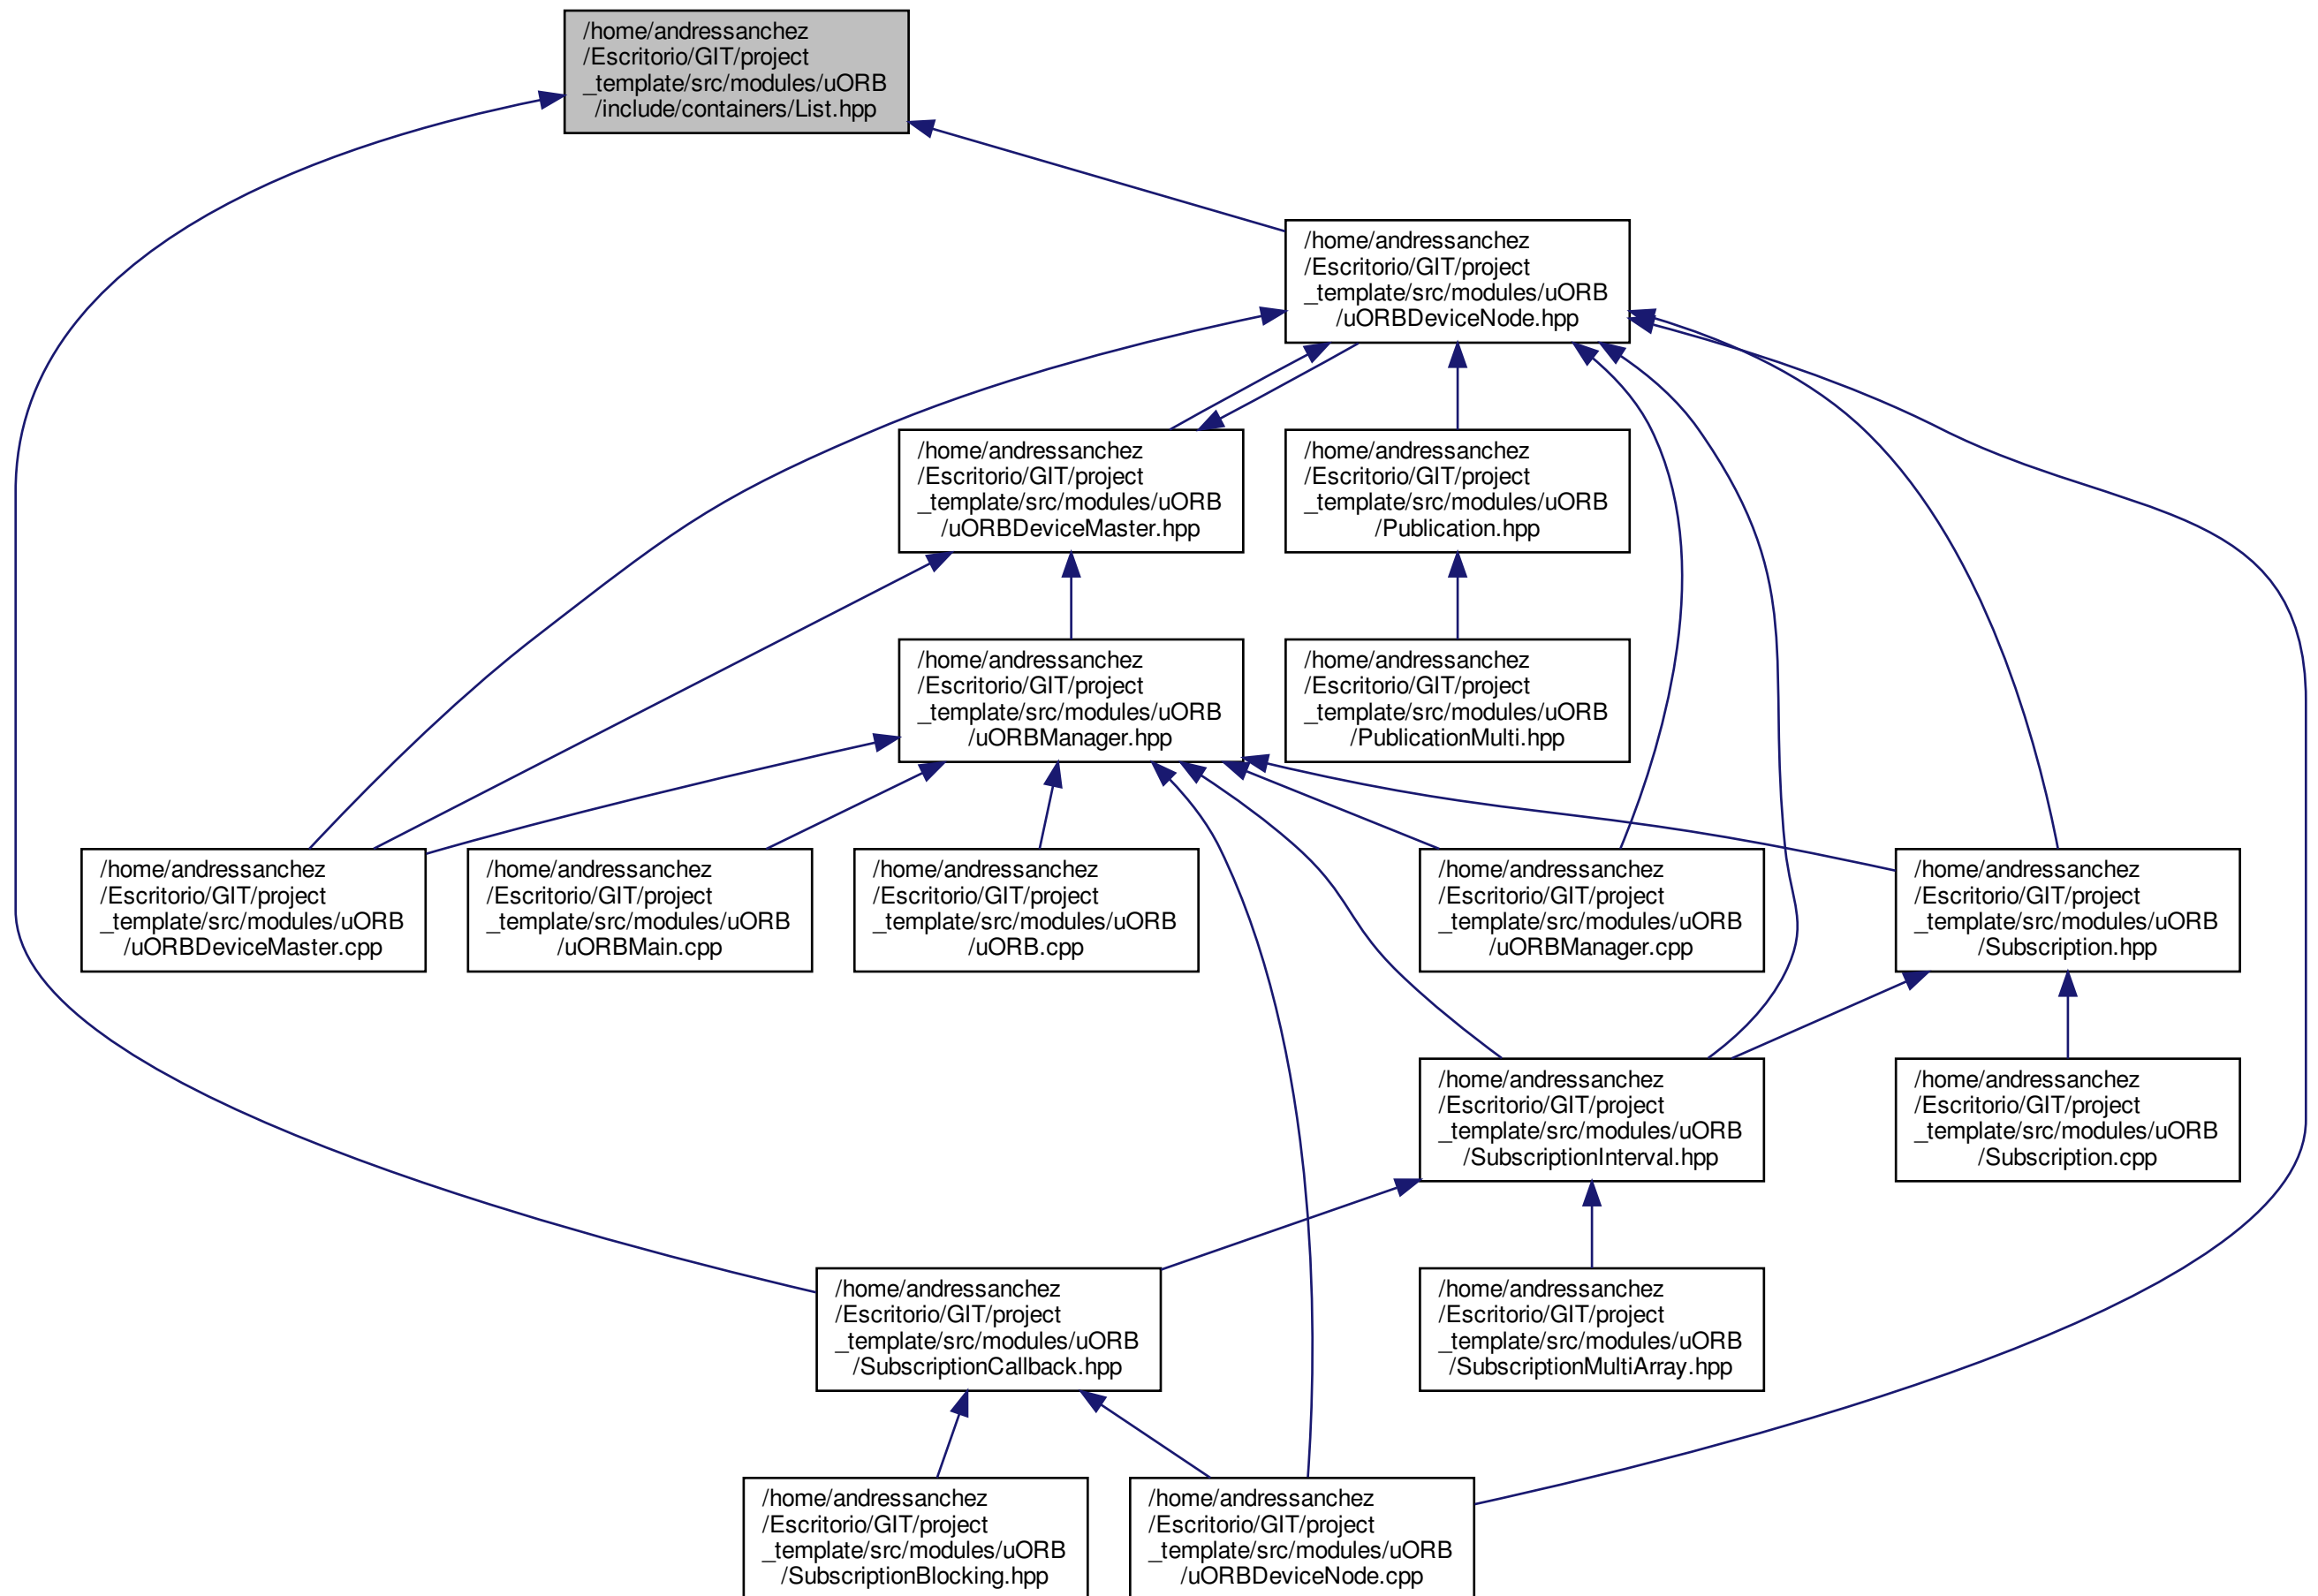 /home/andressanchez
/Escritorio/GIT/project
_template/src/modules/uORB
/include/containers/List.hpp
/home/andressanchez
/Escritorio/GIT/project
_template/src/modules/uORB
/uORBDeviceNode.hpp
/home/andressanchez
/Escritorio/GIT/project
_template/src/modules/uORB
/uORBDeviceMaster.hpp
/home/andressanchez
/Escritorio/GIT/project
_template/src/modules/uORB
/Publication.hpp
/home/andressanchez
/Escritorio/GIT/project
_template/src/modules/uORB
/uORBManager.hpp
/home/andressanchez
/Escritorio/GIT/project
_template/src/modules/uORB
/PublicationMulti.hpp
/home/andressanchez
/Escritorio/GIT/project
_template/src/modules/uORB
/uORBDeviceMaster.cpp
/home/andressanchez
/Escritorio/GIT/project
_template/src/modules/uORB
/uORBMain.cpp
/home/andressanchez
/Escritorio/GIT/project
_template/src/modules/uORB
/uORB.cpp
/home/andressanchez
/Escritorio/GIT/project
_template/src/modules/uORB
/uORBManager.cpp
/home/andressanchez
/Escritorio/GIT/project
_template/src/modules/uORB
/Subscription.hpp
/home/andressanchez
/Escritorio/GIT/project
_template/src/modules/uORB
/SubscriptionInterval.hpp
/home/andressanchez
/Escritorio/GIT/project
_template/src/modules/uORB
/Subscription.cpp
/home/andressanchez
/Escritorio/GIT/project
_template/src/modules/uORB
/SubscriptionCallback.hpp
/home/andressanchez
/Escritorio/GIT/project
_template/src/modules/uORB
/SubscriptionMultiArray.hpp
/home/andressanchez
/Escritorio/GIT/project
_template/src/modules/uORB
/SubscriptionBlocking.hpp
/home/andressanchez
/Escritorio/GIT/project
_template/src/modules/uORB
/uORBDeviceNode.cpp